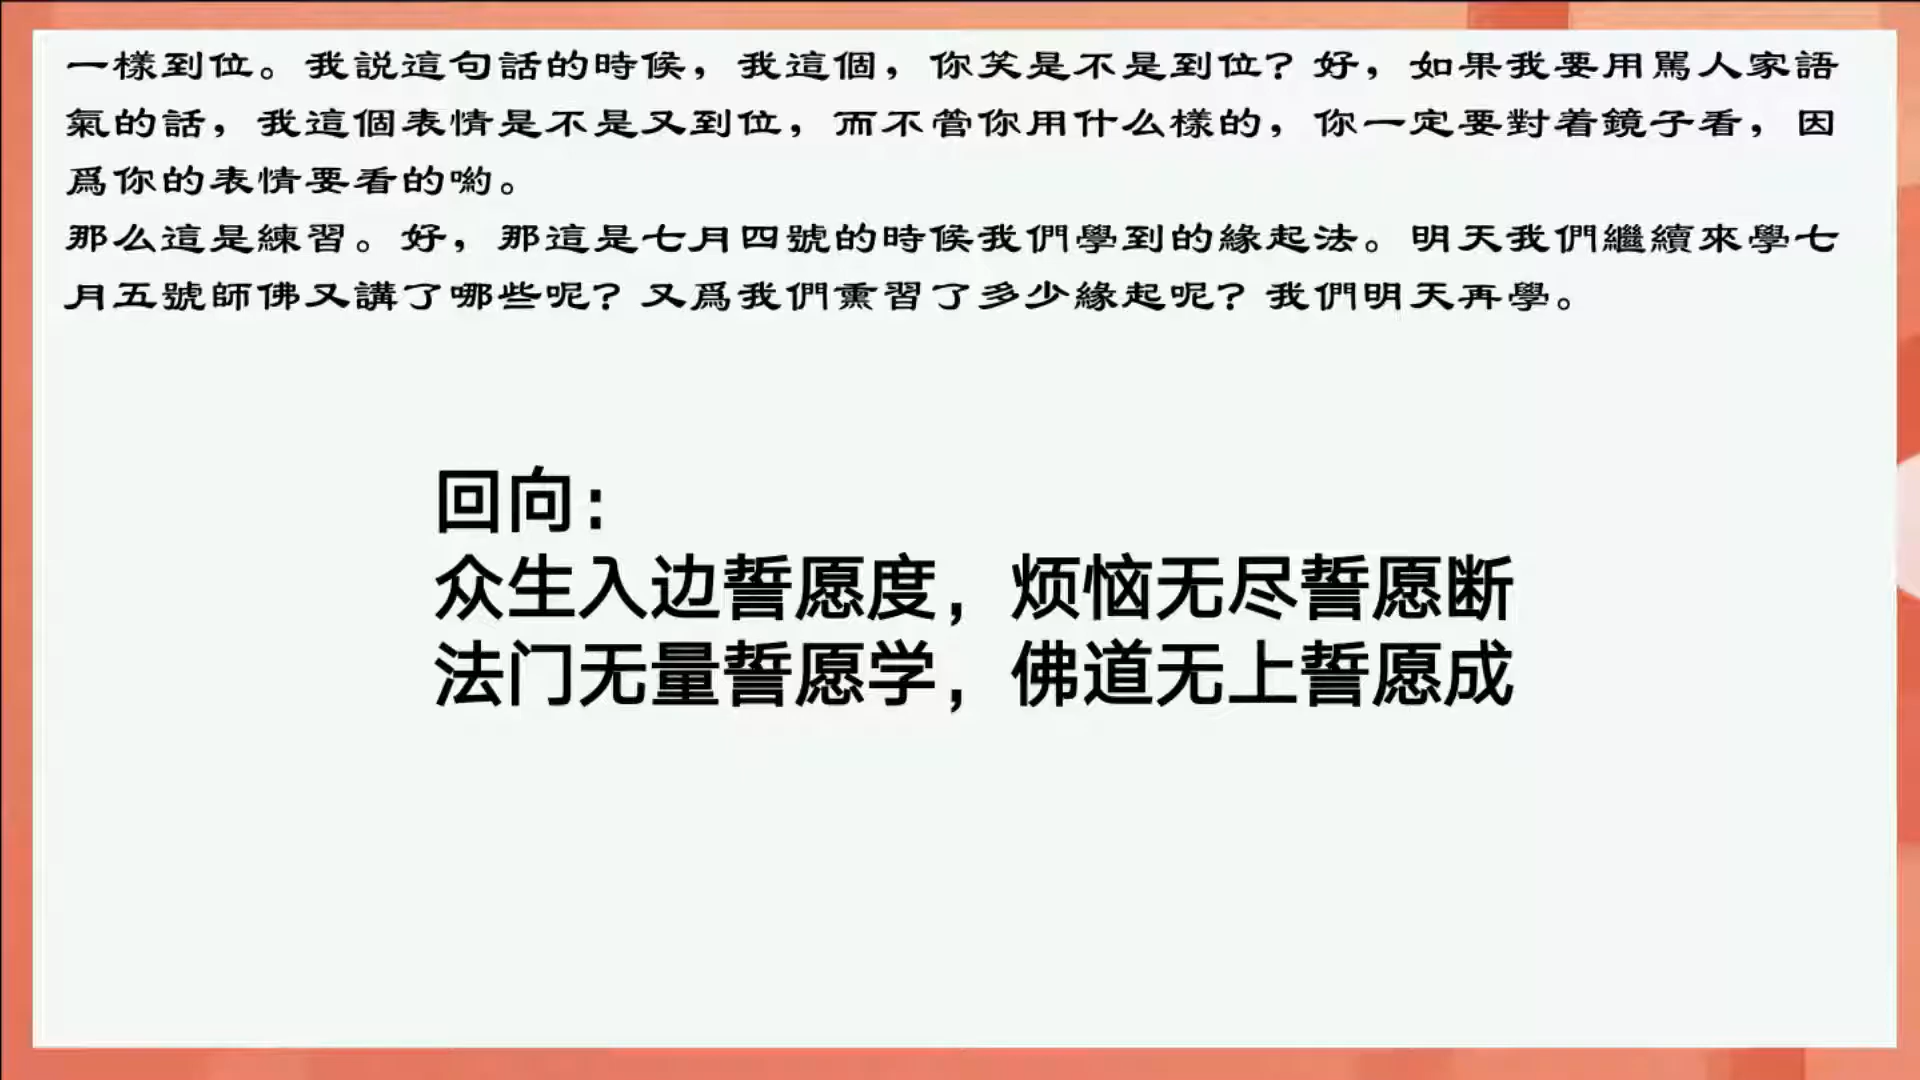 一樣到位。我説這句話的時候，我這個，你笑是不是到位？好，如果我要用駡人家語
氣的話，我這個表情是不是又到位，而不管你用什么樣的，你一定要對着鏡子看，因
爲你的表情要看的喲。
那么這是練習。好，那這是七月四號的時候我們學到的緣起法。明天我們繼續來學七
月五號師佛又講了哪些呢？又爲我們熏習了多少緣起呢？我們明天再學。
回向：
众生入边誓愿度，烦恼无尽誓愿断
法门无量誓愿学，佛道无上誓愿成